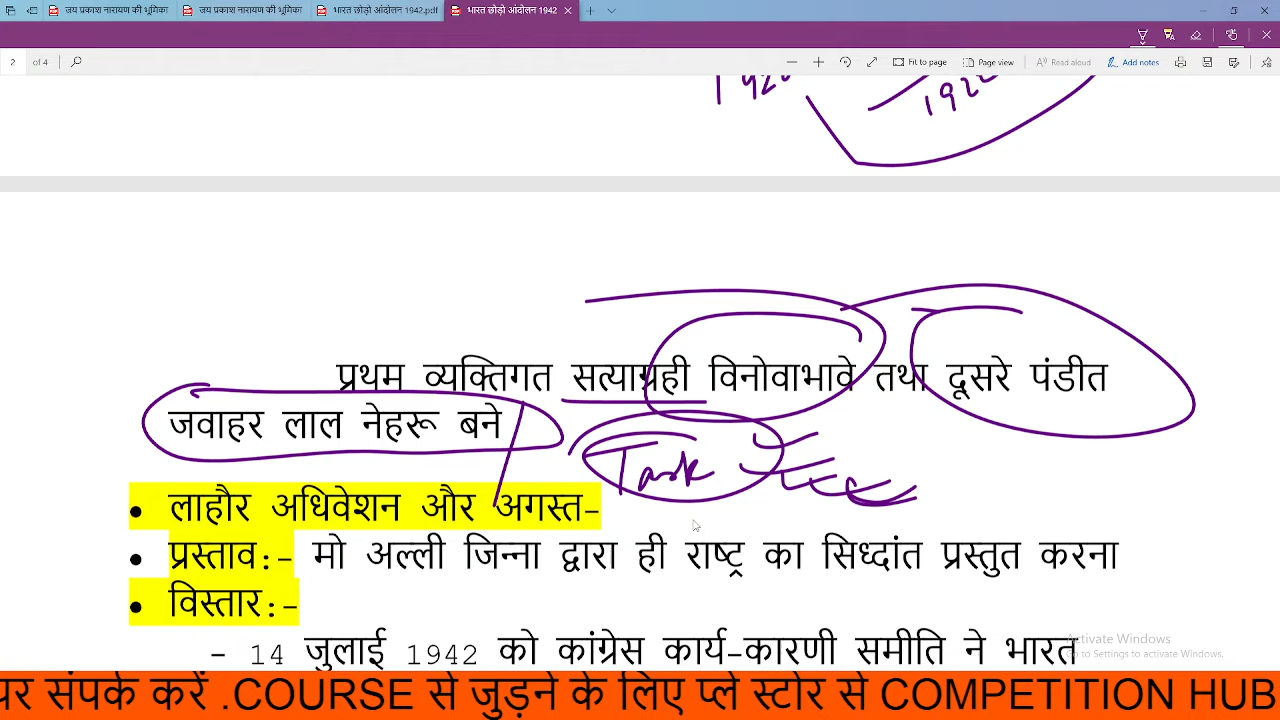 जय प्रकाश नारायण की भूमिका
जय प्रकाश नारायण की भूमिका
भारत छोड़ो आंदोलन 1942.pdf
भारत छोड़ो आंदोलन 1942
2 of 4
Fit to page
Page view
Read aloud
Add notes
1922
प्रथम व्यक्तिगत सत्याग्रही विनोवाभावे तथा दूसरे पंडीत
जवाहर लाल नेहरू बने
Task
• लाहौर अधिवेशन और अगस्त-
• प्रस्ताव:- मो अल्ली जिन्ना द्वारा ही राष्ट्र का सिध्दांत प्रस्तुत करना
• विस्तार:-
- 14 जुलाई 1942 को कांग्रेस कार्य-कारणी समीति ने भारत
Activate Windows
Go to Settings to activate Windows.
पर संपर्क करें .COURSE से जुड़ने के लिए प्ले स्टोर से COMPETITION HUB